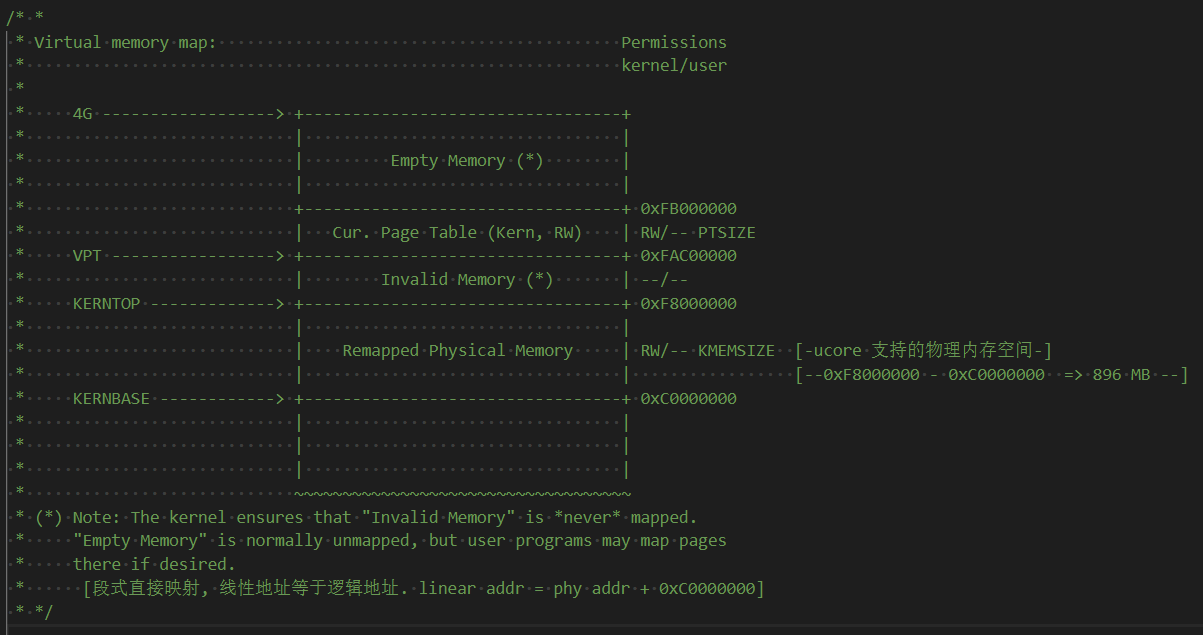 /* *
 * Virtual memory map:                                          Permissions
 *                                                              kernel/user
 *
 *     4G ------------------> +---------------------------------+
 *                            |                                 |
 *                            |         Empty Memory (*)        |
 *                            |                                 |
 *                            +---------------------------------+ 0xFB000000
 *                            |   Cur. Page Table (Kern, RW)    | RW/-- PTSIZE
 *     VPT -----------------> +---------------------------------+ 0xFAC00000
 *                            |        Invalid Memory (*)       | --/--
 *     KERNTOP -------------> +---------------------------------+ 0xF8000000
 *                            |                                 |
 *                            |    Remapped Physical Memory     | RW/-- KMEMSIZE  [-ucore 支持的物理内存空间-]
 *                            |                                 |                 [--0xF8000000 - 0xC0000000  => 896 MB --]
 *     KERNBASE ------------> +---------------------------------+ 0xC0000000
 *                            |                                 |
 *                            |                                 |
 *                            |                                 |
 *                            ~~~~~~~~~~~~~~~~~~~~~~~~~~~~~~~~~~~
 * (*) Note: The kernel ensures that "Invalid Memory" is *never* mapped.
 *     "Empty Memory" is normally unmapped, but user programs may map pages
 *     there if desired.
 *      [段式直接映射, 线性地址等于逻辑地址. linear addr = phy addr + 0xC0000000]
 * */